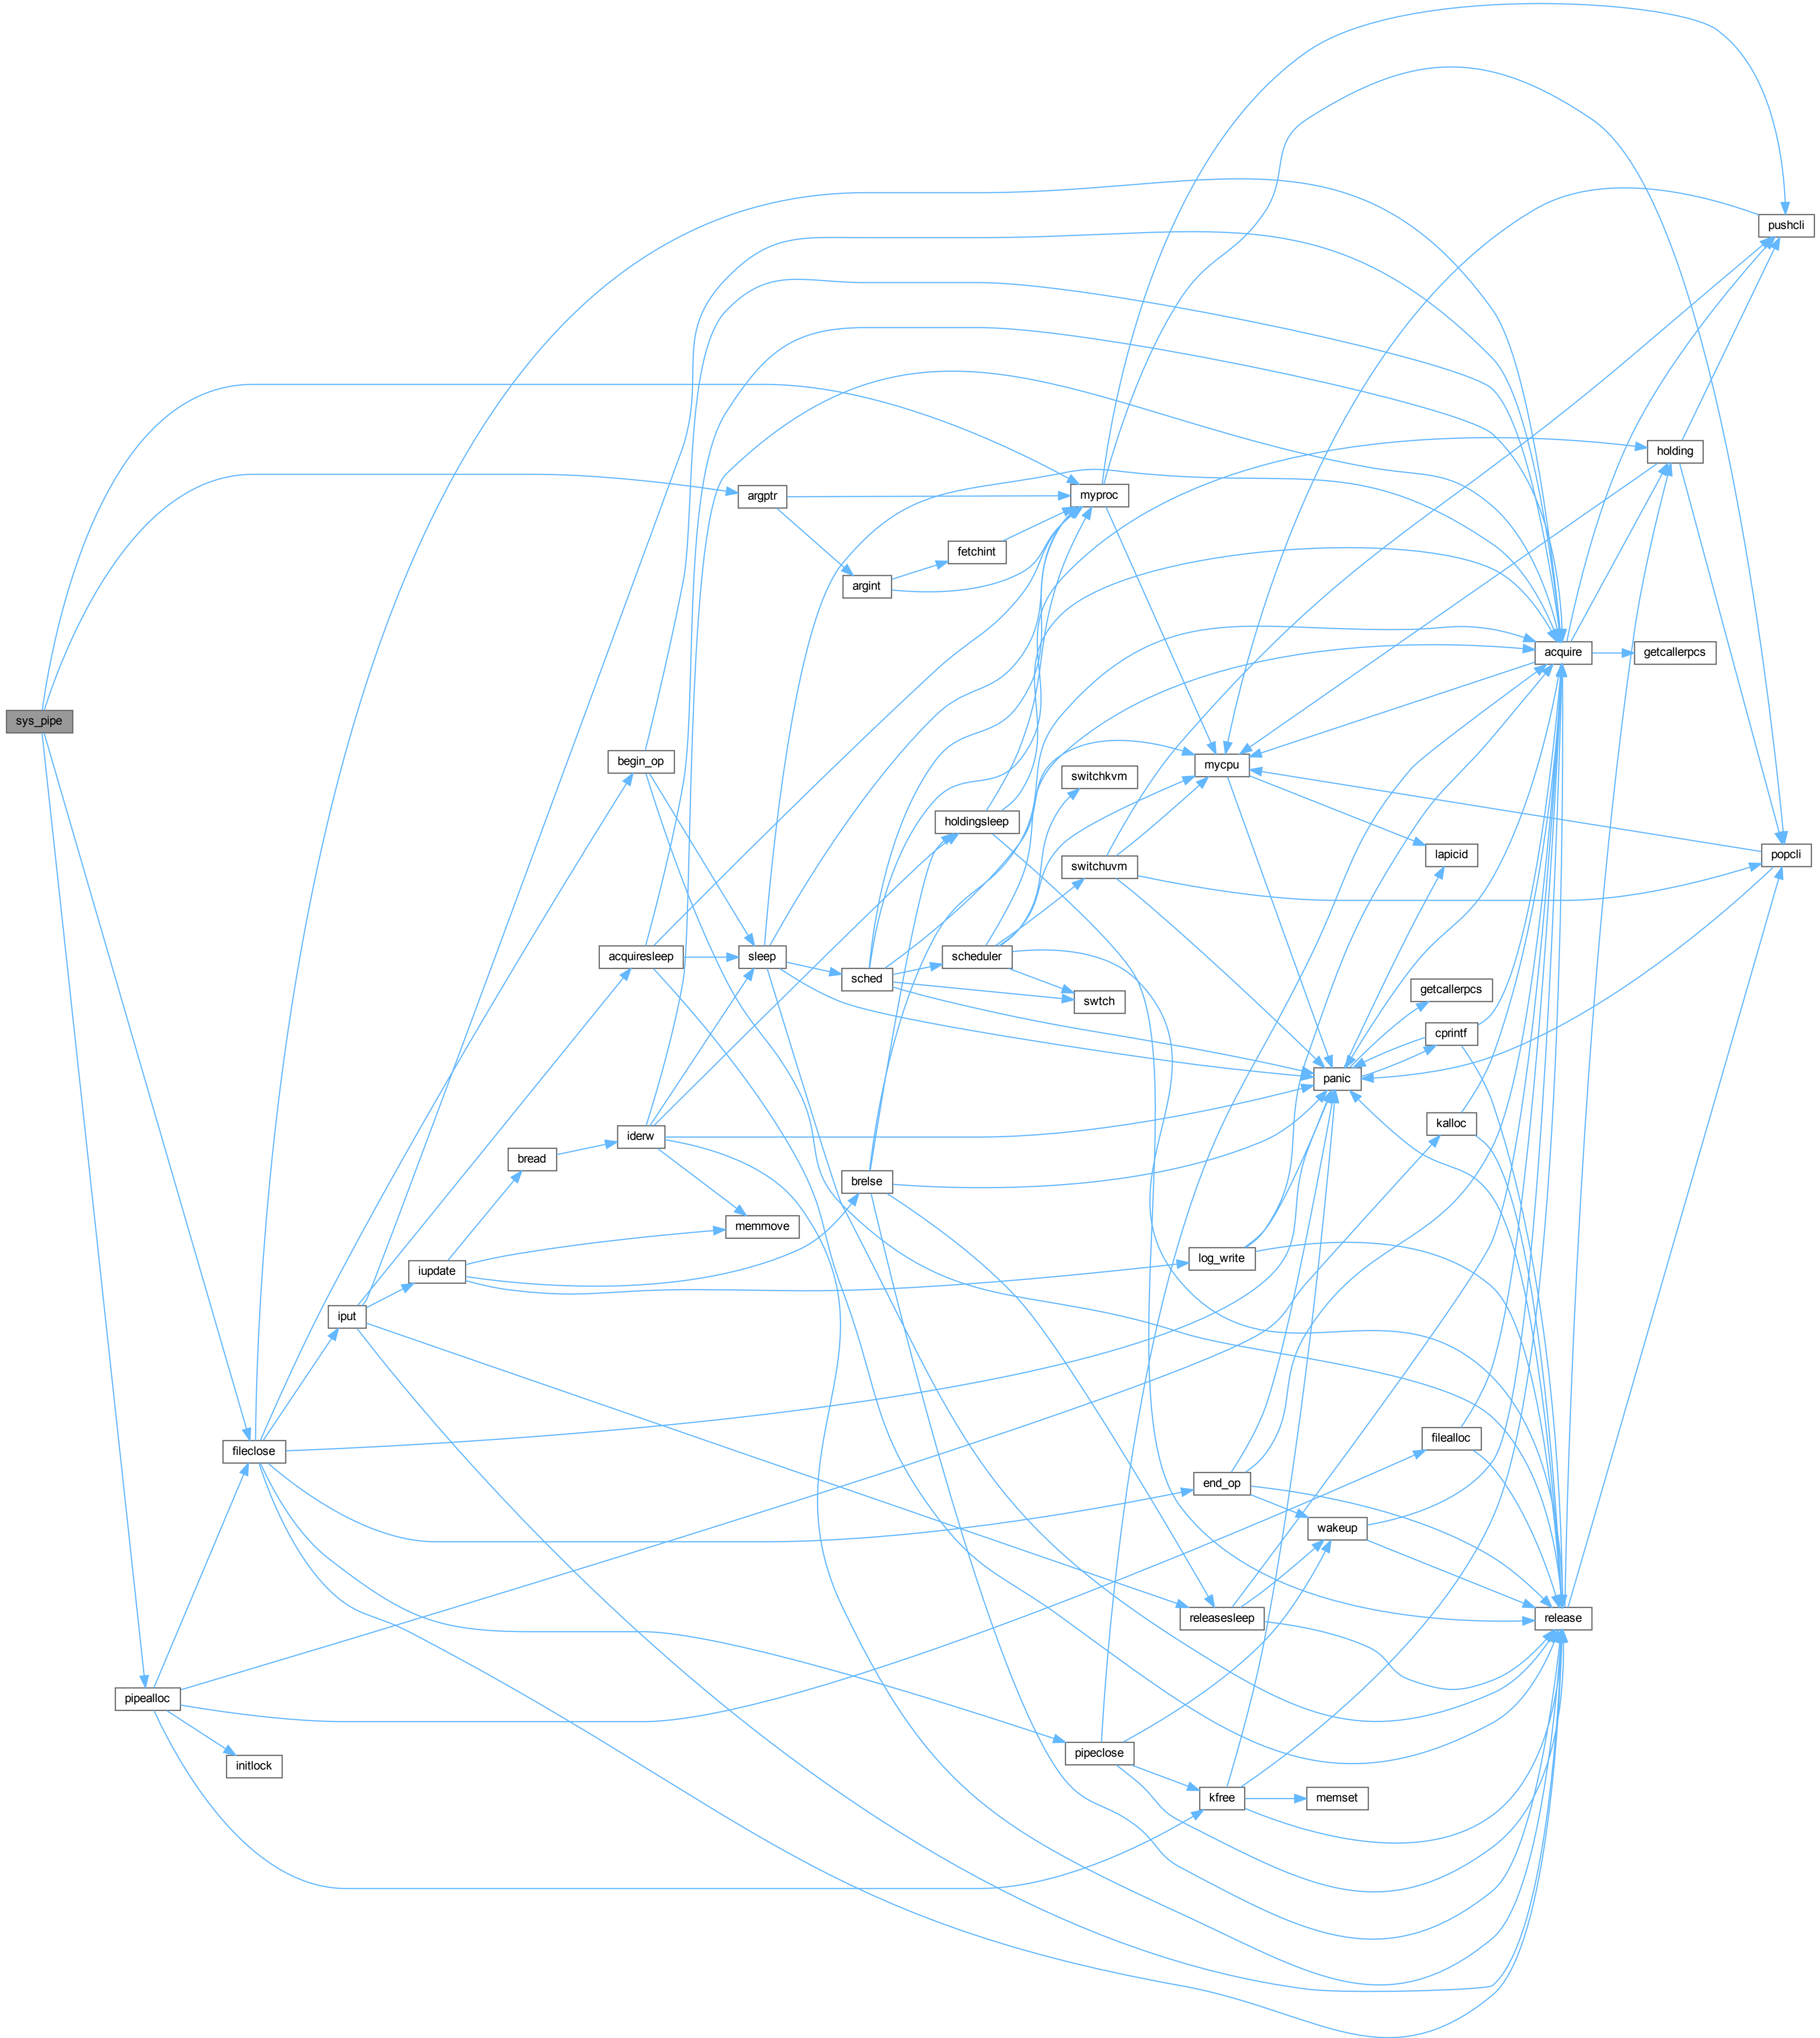 pushcli
holding
argptr
myproc
fetchint
argint
acquire
getcallerpcs
sys_pipe
begin_op
mycpu
switchkvm
holdingsleep
lapicid
popcli
switchuvm
acquiresleep
sleep
scheduler
sched
getcallerpcs
swtch
cprintf
panic
kalloc
iderw
bread
brelse
memmove
log_write
iupdate
iput
filealloc
fileclose
end_op
wakeup
releasesleep
release
pipealloc
pipeclose
initlock
kfree
memset